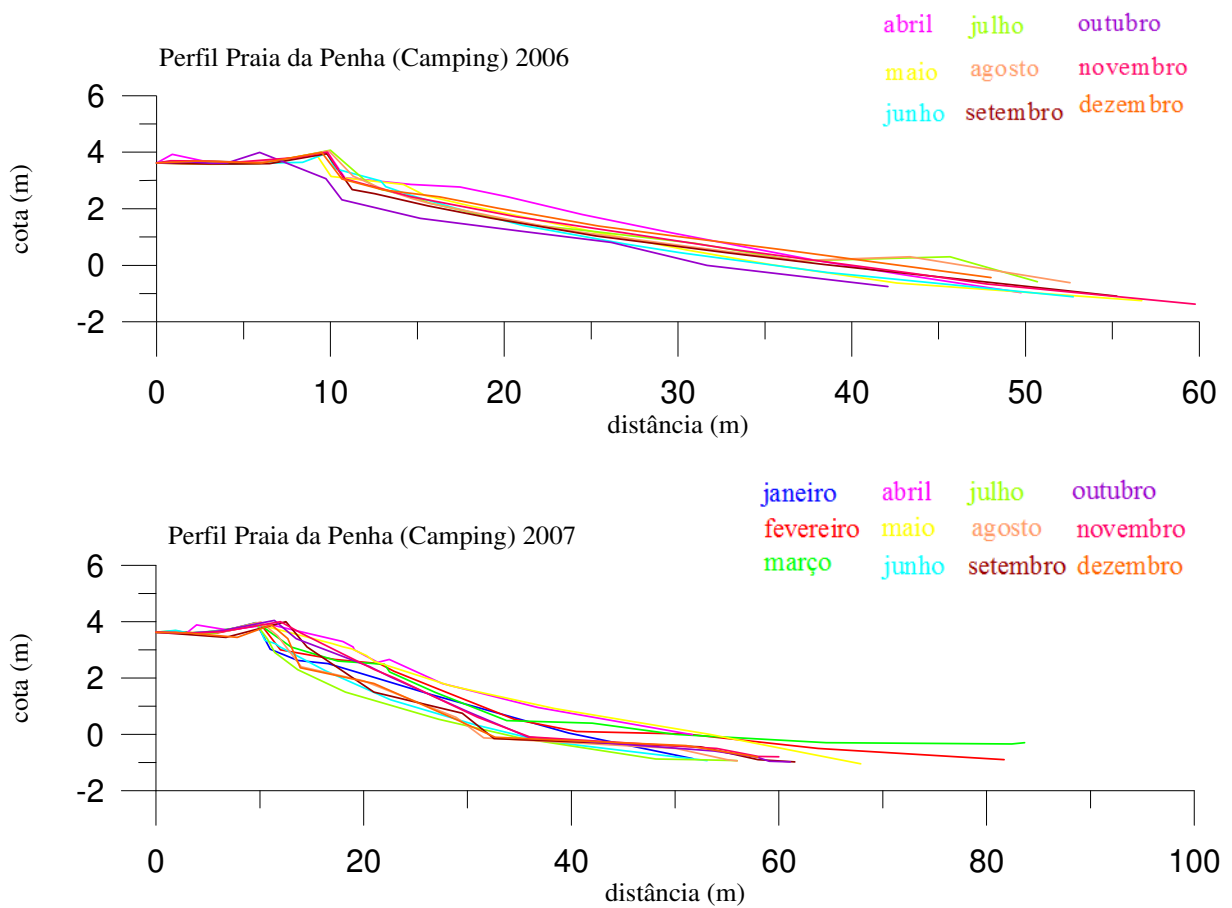 abril julho outubro
Perfil Praia da Penha (Camping) 2006
maio agosto novembro
junho setembro dezembro
6
4
2
0
-2
cota (m)
0 10 20 30 40 50 60
distância (m)
janeiro abril julho outubro
fevereiro maio agosto novembro
Perfil Praia da Penha (Camping) 2007
março junho setembro dezembro
6
4
2
0
-2
cota (m)
0 20 40 60 80 100
distância (m)